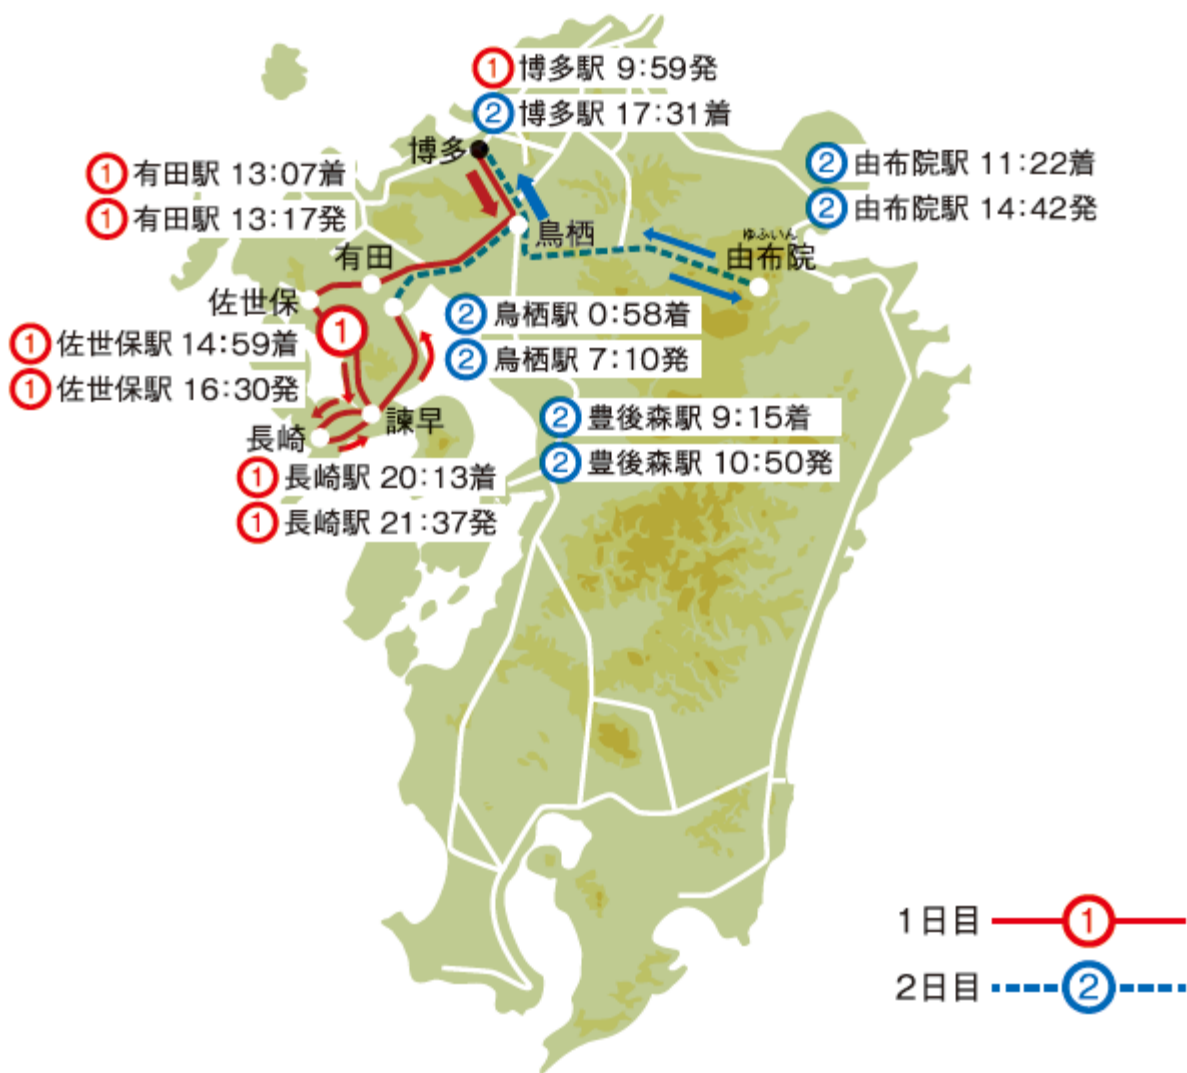 ① 博多駅 9:59発
② 博多駅 17:31着
博多
① 有田駅 13:07着
① 有田駅 13:17発
② 由布院駅 11:22着
② 由布院駅 14:42発
鳥栖
ゆふいん
由布院
有田
佐世保
① 佐世保駅 14:59着
① 佐世保駅 16:30発
①
② 鳥栖駅 0:58着
② 鳥栖駅 7:10発
諫早
長崎
② 豊後森駅 9:15着
② 豊後森駅 10:50発
① 長崎駅 20:13着
① 長崎駅 21:37発
1日目 ①
2日目 ②